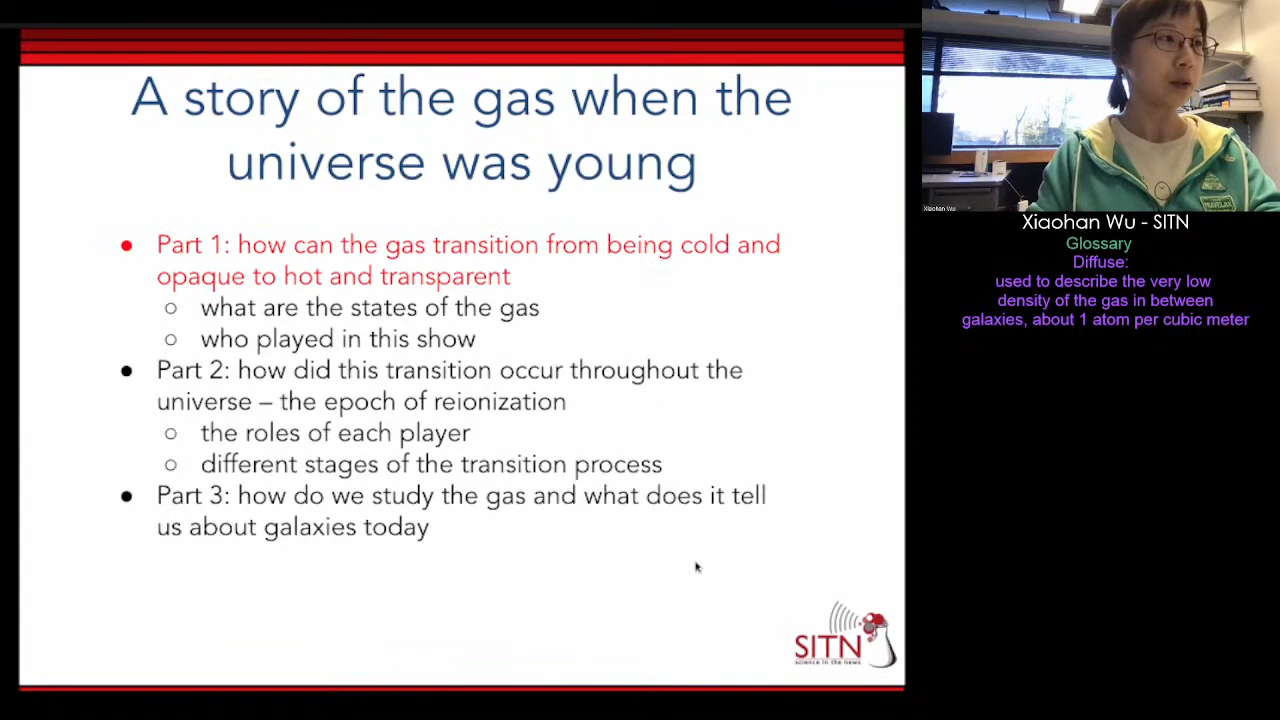 A story of the gas when the
universe was young
● Part 1: how can the gas transition from being cold and
opaque to hot and transparent
○ what are the states of the gas
○ who played in this show
● Part 2: how did this transition occur throughout the
universe – the epoch of reionization
○ the roles of each player
○ different stages of the transition process
● Part 3: how do we study the gas and what does it tell
us about galaxies today
SITN
science in the news
Xiaohan Wu
Xiaohan Wu - SITN
Glossary
Diffuse:
used to describe the very low
density of the gas in between
galaxies, about 1 atom per cubic meter